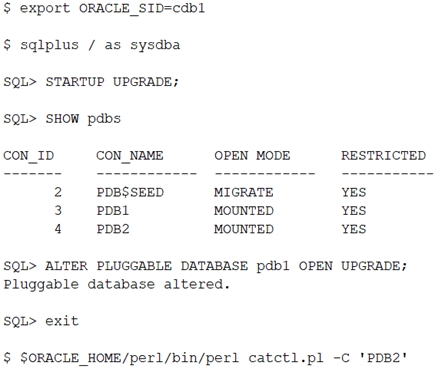 $ export ORACLE_SID=cdb1
$ sqlplus / as sysdba
SQL> STARTUP UPGRADE;
SQL> SHOW pdbs
CON_ID CON_NAME OPEN MODE RESTRICTED
------- ------------ ------------ -----------
2 PDB$SEED MIGRATE YES
3 PDB1 MOUNTED YES
4 PDB2 MOUNTED YES
SQL> ALTER PLUGGABLE DATABASE pdb1 OPEN UPGRADE;
Pluggable database altered.
SQL> exit
$ $ORACLE_HOME/perl/bin/perl catctl.pl -C 'PDB2'